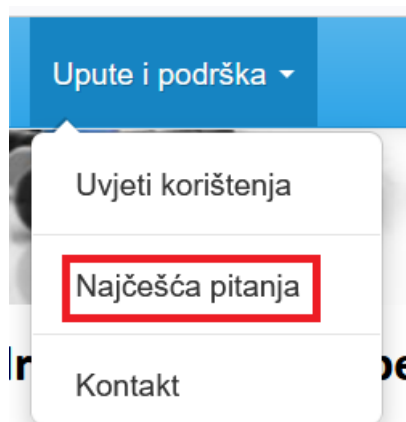 Upute i podrška
Uvjeti korištenja
Najčešća pitanja
Kontakt